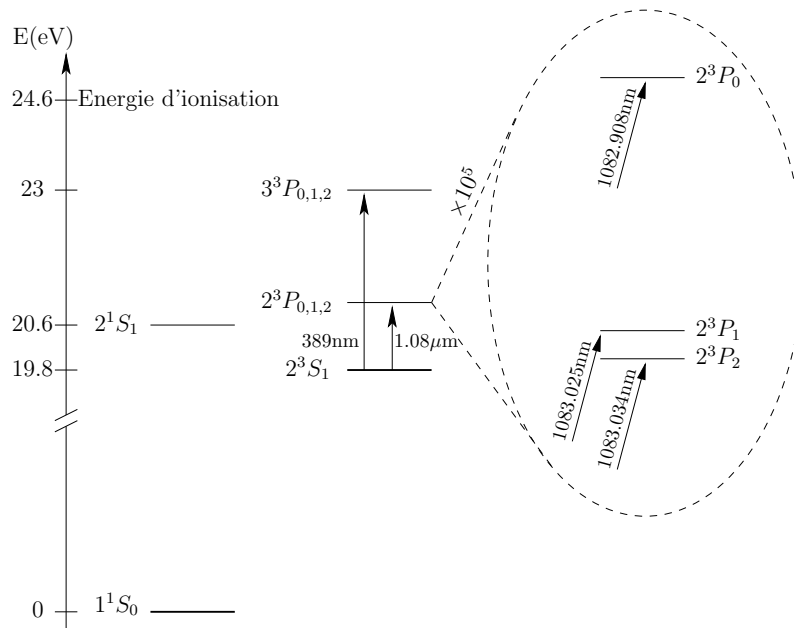 E(eV)
24.6 Energie d'ionisation
23
20.6
19.8
0
2¹S₁
1¹S₀
3³P₀,₁,₂
2³P₀,₁,₂
389nm
1.08μm
2³S₁
×10⁵
2³P₀
1082.908nm
2³P₁
2³P₂
1083.025nm
1083.034nm